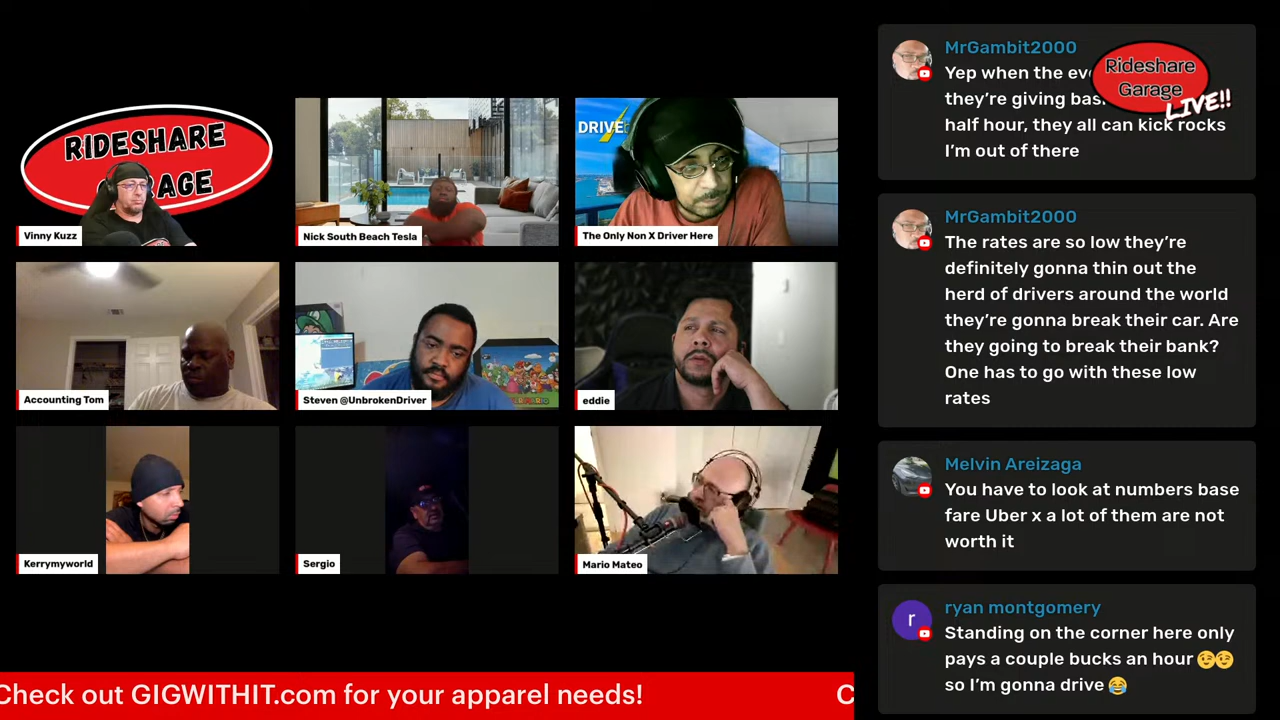 RIDESHARE
GARAGE
Vinny Kuzz
Nick South Beach Tesla
DRIVE
The Only Non X Driver Here
Accounting Tom
Steven @UnbrokenDriver
eddie
Kerrymyworld
Sergio
Mario Mateo
Check out GIGWITHIT.com for your apparel needs!
C
MrGambit2000
Yep when the
they're giving
half hour, they all can kick rocks
I'm out of there
Rideshare
Garage
LIVE!!
MrGambit2000
The rates are so low they're
definitely gonna thin out the
herd of drivers around the world
they're gonna break their car. Are
they going to break their bank?
One has to go with these low
rates
Melvin Areizaga
You have to look at numbers base
fare Uber x a lot of them are not
worth it
r
ryan montgomery
Standing on the corner here only
pays a couple bucks an hour 😉😉
so I'm gonna drive 😂